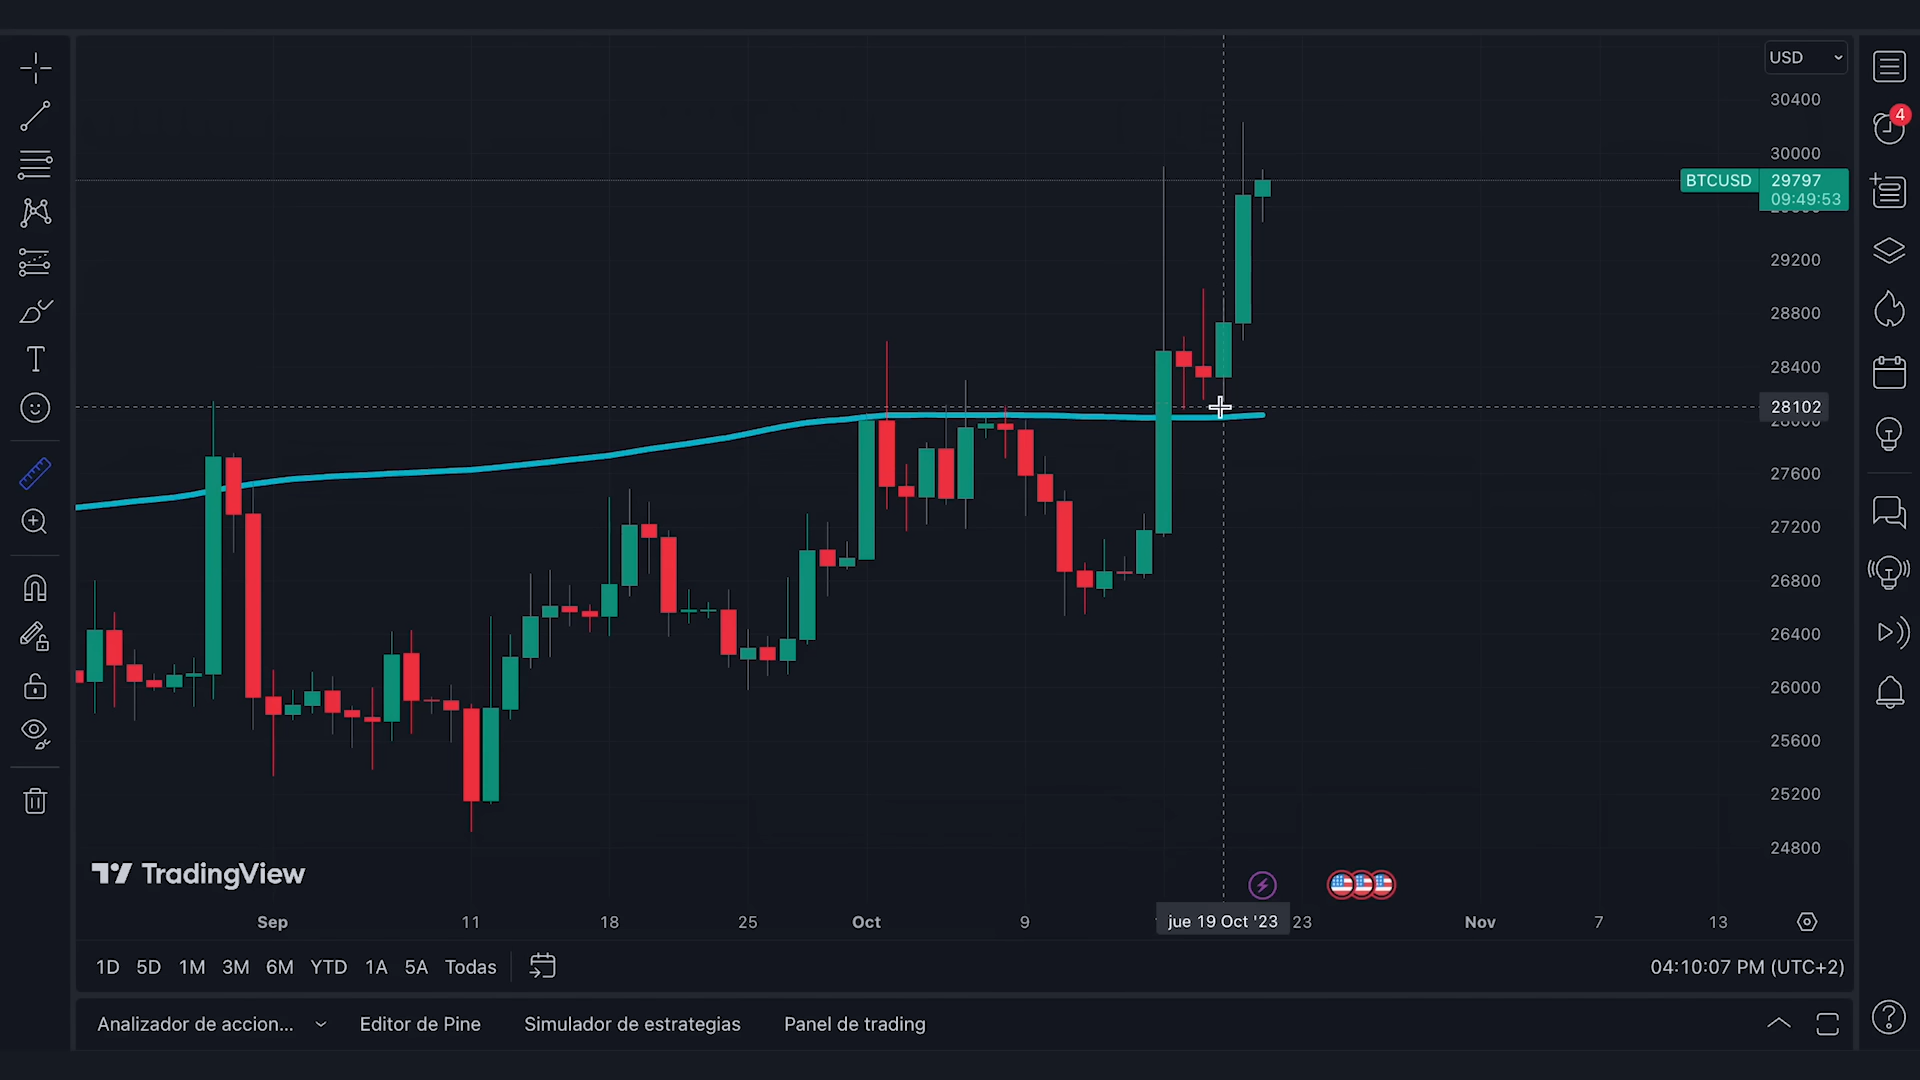 USD
4
30400
30000
BTCUSD 29797
09:49:53
29200
28800
28400
28102
27600
27200
26800
26400
26000
25600
25200
24800
TradingView
Sep 11 18 25 Oct 9 jue 19 Oct '23 23 Nov 7 13
1D 5D 1M 3M 6M YTD 1A 5A Todas
04:10:07 PM (UTC+2)
Analizador de accion... Editor de Pine Simulador de estrategias Panel de trading